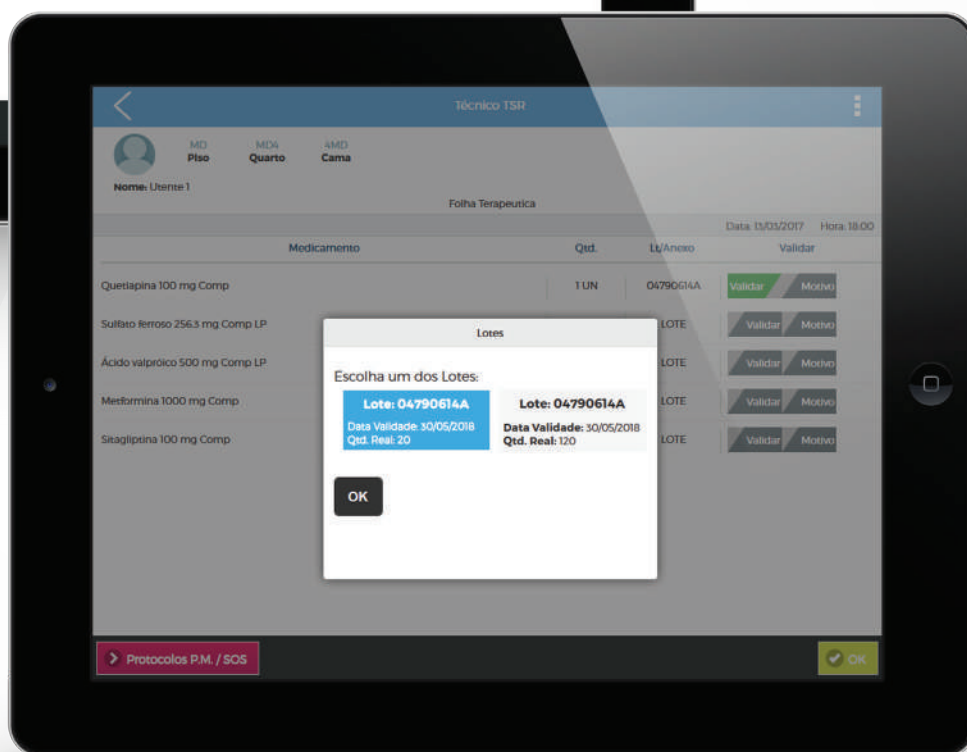 Técnico TSR
MD MD4 4MD
Piso Quarto Cama
Nome: Utente 1
Folha Terapeutica
Data: 13/03/2017 Hora: 18:00
Medicamento Qtd. Lt/Anexo Validar
Quetiapina 100 mg Comp 1 UN 04790614A Validar Motivo
Sulfato ferroso 256.3 mg Comp LP LOTE Validar Motivo
Ácido valpróico 500 mg Comp LP LOTE Validar Motivo
Metformina 1000 mg Comp LOTE Validar Motivo
Sitagliptina 100 mg Comp LOTE Validar Motivo
Lotes
Escolha um dos Lotes:
Lote: 04790614A Lote: 04790614A
Data Validade: 30/05/2018 Data Validade: 30/05/2018
Qtd. Real: 20 Qtd. Real: 120
OK
Protocolos P.M. / SOS OK